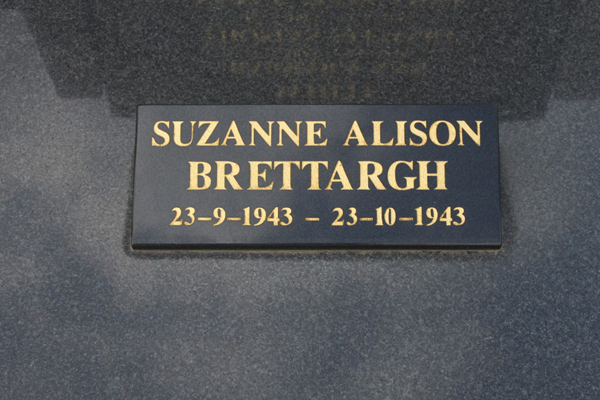 SUZANNE ALISON
BRETTARGH
23-9-1943 - 23-10-1943